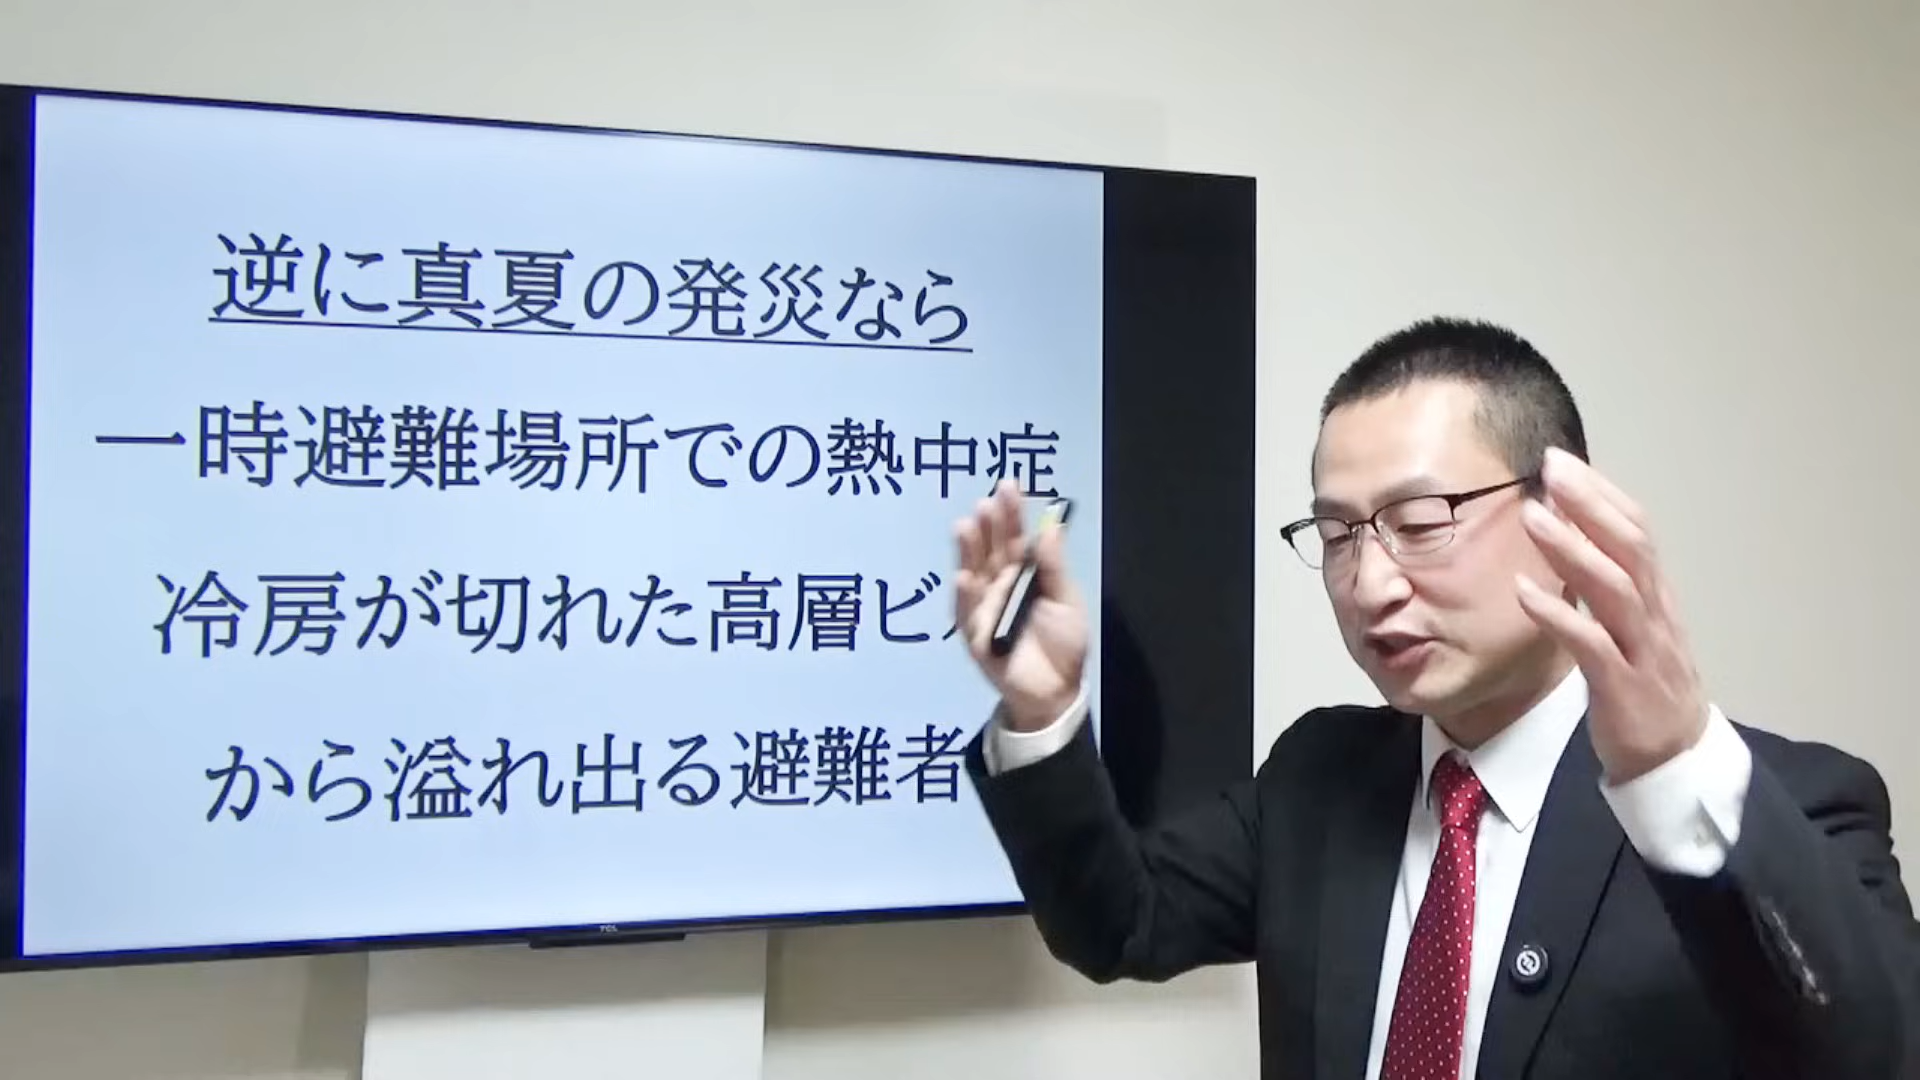 逆に真夏の発災なら
一時避難場所での熱中症
冷房が切れた高層ビ
から溢れ出る避難者
TCL